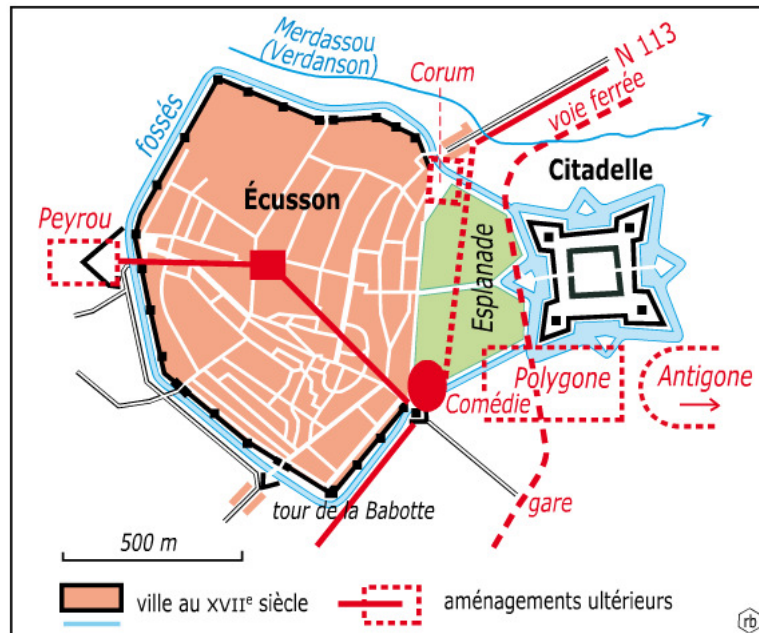 Merdassou
(Verdanson)
Corum
N 113
voie ferrée
fossés
Écusson
Citadelle
Peyrou
Esplanade
Polygone
Antigone
Comédie
gare
tour de la Babotte
500 m
ville au XVIIe siècle
aménagements ultérieurs
rb